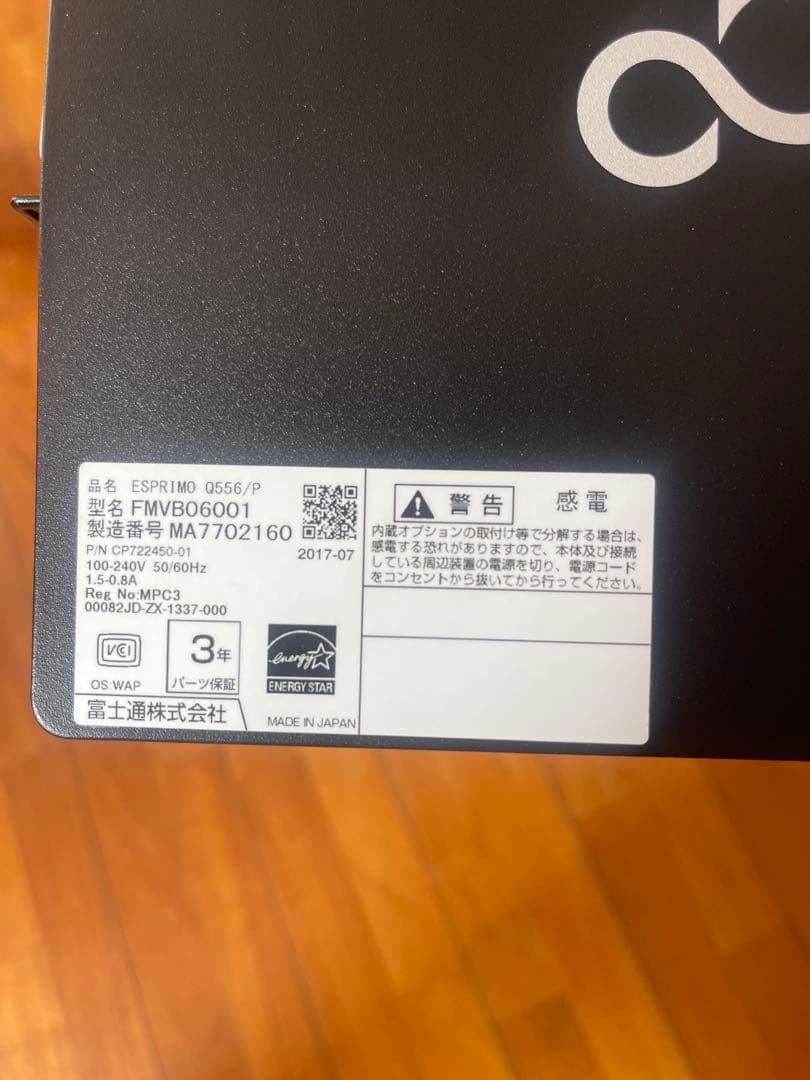 品名 ESPRIMO Q556/P
型名 FMVB06001
製造番号 MA7702160
P/N CP722450-01
2017-07
100-240V 50/60Hz
1.5-0.8A
Reg No:MPC3
00082JD-ZX-1337-000
VCI
OS:WAP
3年
パーツ保証
energy
ENERGY STAR
富士通株式会社
MADE IN JAPAN
警告 感電
内蔵オプションの取付け等で分解する場合は、
感電する恐れがありますので、本体及び接続
している周辺装置の電源を切り、電源コード
をコンセントから抜いてから行ってください。